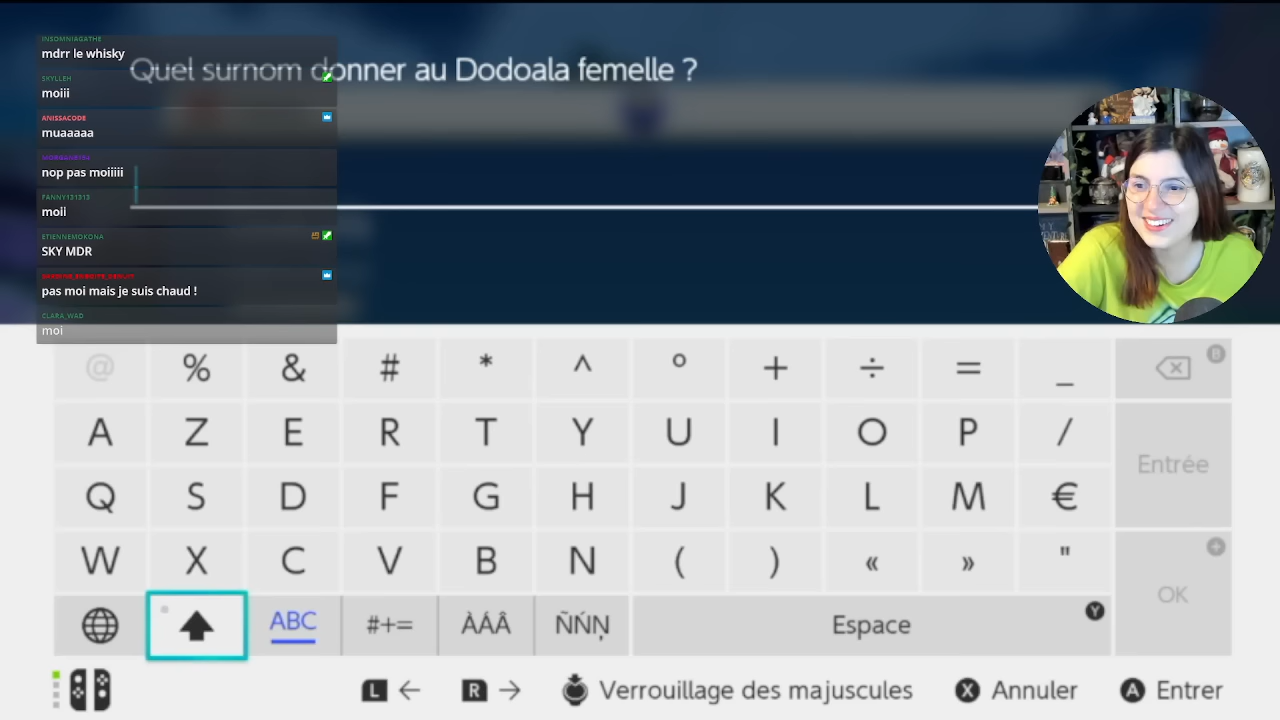 INSOMNIAGATHE
mdrr le whisky
Quel surnom donner au Dodoala femelle ?
SKYLLEH
moiii
ANISSACODE
muaaaaa
nop pas moiiiii
FANNY131313
moii
ETIENNEMOKONA
SKY MDR
pas moi mais je suis chaud !
CLARA_WAD
moi
@ % & # * ^ ° + ÷ = _ B
A Z E R T Y U I O P /
Entrée
Q S D F G H J K L M €
W X C V B N ( ) « » "
OK
ABC #+= ÀÁÂ ÑŃŅ Espace Y
L ← R → Verrouillage des majuscules X Annuler A Entrer